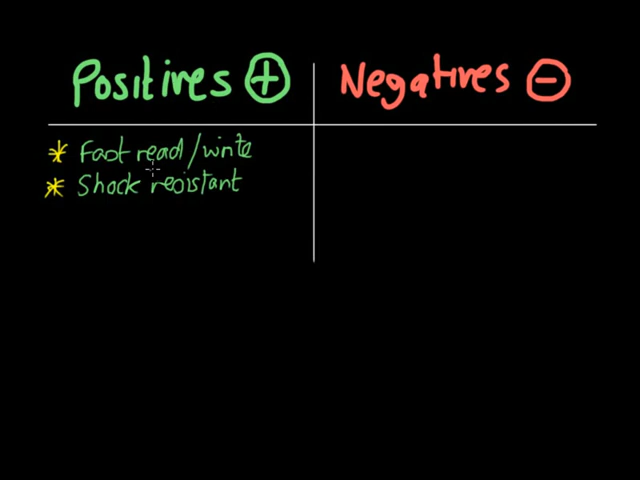 Positives +
Negatives -
* Fast read/write
* Shock resistant